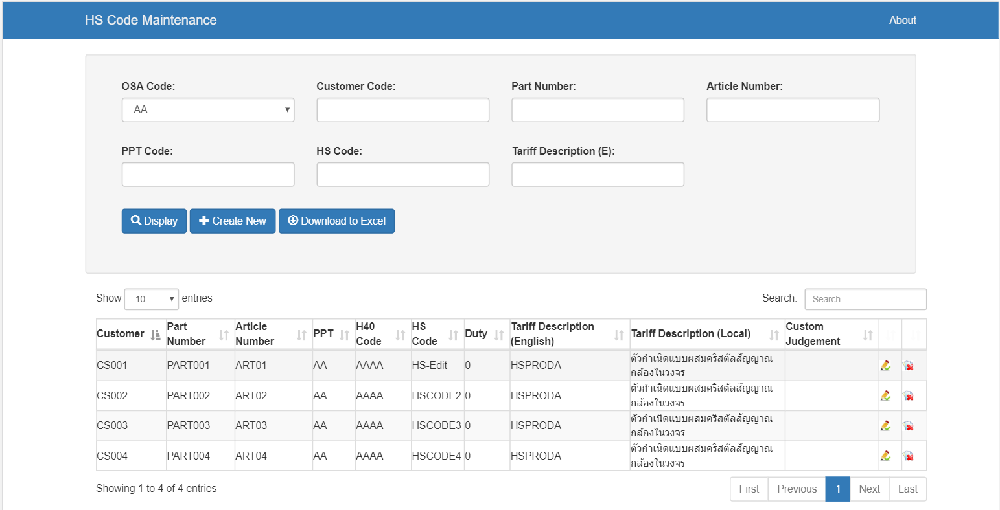 HS Code Maintenance
About
OSA Code:
Customer Code:
Part Number:
Article Number:
AA
PPT Code:
HS Code:
Tariff Description (E):
Display
Create New
Download to Excel
Show 10 entries
Search: Search
Customer Part Number Article Number PPT H40 Code HS Code Duty Tariff Description (English) Tariff Description (Local) Custom Judgement
CS001 PART001 ART01 AA AAAA HS-Edit 0 HSPRODA ตัวกำเนิดแบบผสมคริสตัลสัญญาณ
กล้องในวงจร
CS002 PART002 ART02 AA AAAA HSCODE2 0 HSPRODA ตัวกำเนิดแบบผสมคริสตัลสัญญาณ
กล้องในวงจร
CS003 PART003 ART03 AA AAAA HSCODE3 0 HSPRODA ตัวกำเนิดแบบผสมคริสตัลสัญญาณ
กล้องในวงจร
CS004 PART004 ART04 AA AAAA HSCODE4 0 HSPRODA ตัวกำเนิดแบบผสมคริสตัลสัญญาณ
กล้องในวงจร
Showing 1 to 4 of 4 entries
First Previous 1 Next Last